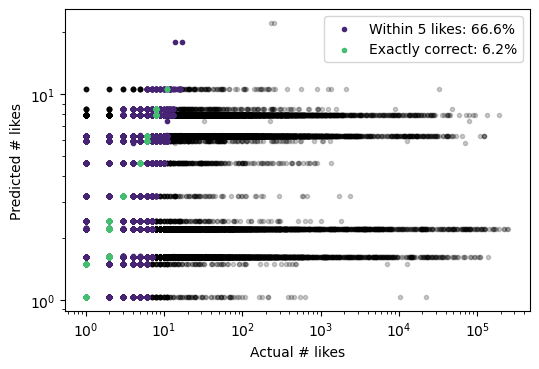 Within 5 likes: 66.6%
Exactly correct: 6.2%
Predicted # likes
10¹
10⁰
10⁰ 10¹ 10² 10³ 10⁴ 10⁵
Actual # likes